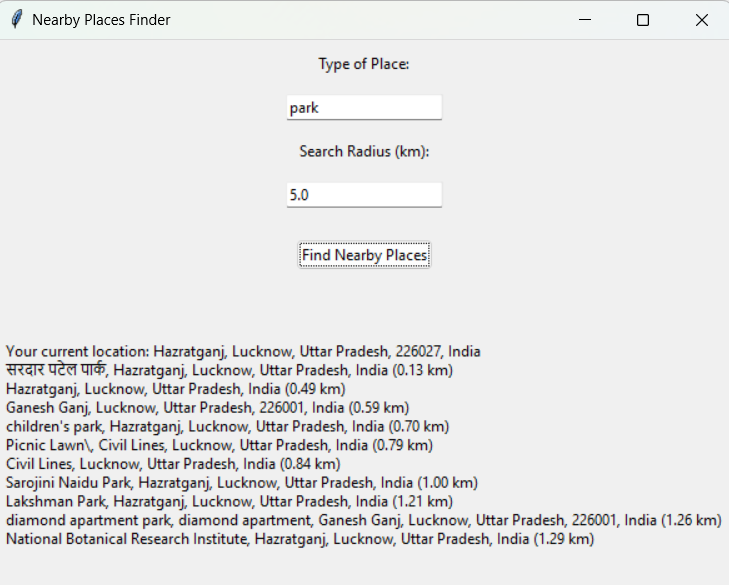 Nearby Places Finder
Type of Place:
park
Search Radius (km):
5.0
Find Nearby Places
Your current location: Hazratganj, Lucknow, Uttar Pradesh, 226027, India
सरदार पटेल पार्क, Hazratganj, Lucknow, Uttar Pradesh, India (0.13 km)
Hazratganj, Lucknow, Uttar Pradesh, India (0.49 km)
Ganesh Ganj, Lucknow, Uttar Pradesh, 226001, India (0.59 km)
children's park, Hazratganj, Lucknow, Uttar Pradesh, India (0.70 km)
Picnic Lawn\, Civil Lines, Lucknow, Uttar Pradesh, India (0.79 km)
Civil Lines, Lucknow, Uttar Pradesh, India (0.84 km)
Sarojini Naidu Park, Hazratganj, Lucknow, Uttar Pradesh, India (1.00 km)
Lakshman Park, Hazratganj, Lucknow, Uttar Pradesh, India (1.21 km)
diamond apartment park, diamond apartment, Ganesh Ganj, Lucknow, Uttar Pradesh, 226001, India (1.26 km)
National Botanical Research Institute, Hazratganj, Lucknow, Uttar Pradesh, India (1.29 km)